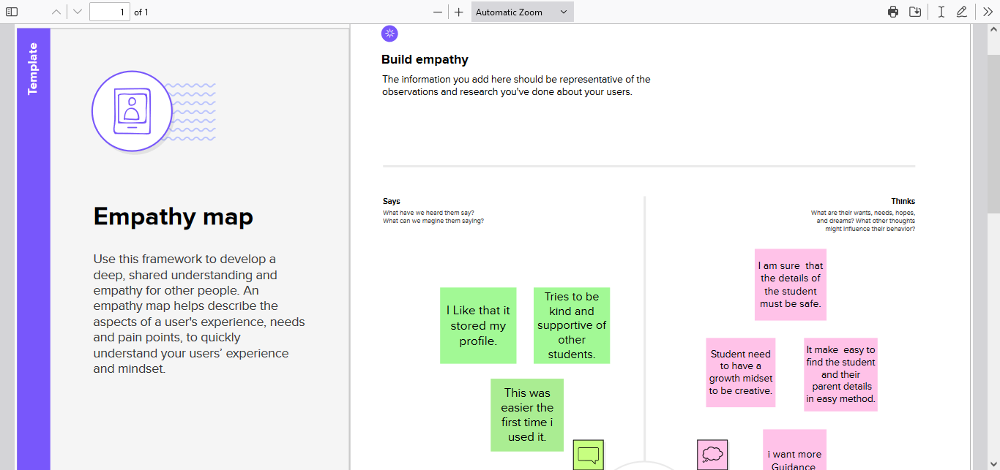 1 of 1
Automatic Zoom
Template
Empathy map
Use this framework to develop a
deep, shared understanding and
empathy for other people. An
empathy map helps describe the
aspects of a user's experience, needs
and pain points, to quickly
understand your users’ experience
and mindset.
Build empathy
The information you add here should be representative of the
observations and research you've done about your users.
Says
What have we heard them say?
What can we magine them saying?
I Like that it
stored my
profile.
Tries to be
kind and
supportive of
other
students.
This was
easier the
first time i
used it.
Thinks
What are their wants, needs, hopes,
and dreams? What other thoughts
might influence their behavior?
I am sure  that
the details of
the student
must be safe.
Student need
to have a
growth midset
to be creative.
It make  easy to
find the student
and their
parent details
in easy method.
i want more
Guidance